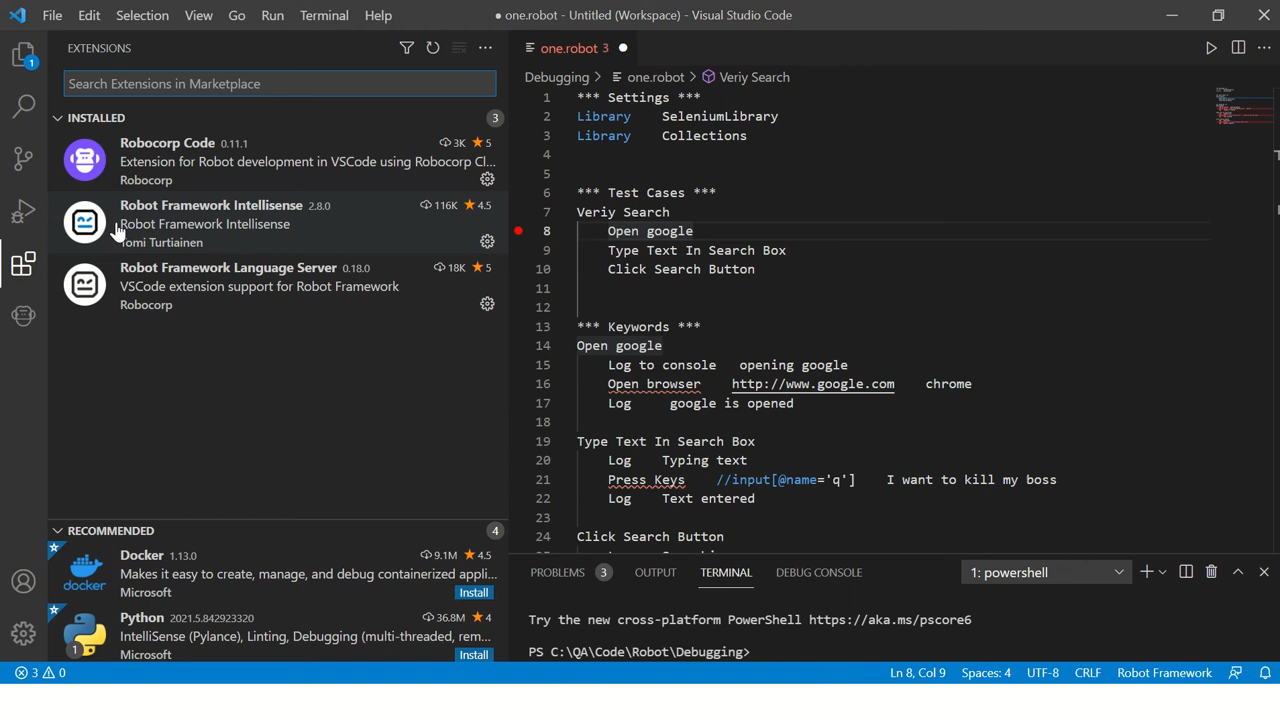 File Edit Selection View Go Run Terminal Help
● one.robot - Untitled (Workspace) - Visual Studio Code
1
EXTENSIONS
Search Extensions in Marketplace
INSTALLED 3
Robocorp Code 0.11.1 3K 5
Extension for Robot development in VSCode using Robocorp Cl...
Robocorp
Robot Framework Intellisense 2.8.0 116K 4.5
Robot Framework Intellisense
Tomi Turtiainen
Robot Framework Language Server 0.18.0 18K 5
VSCode extension support for Robot Framework
Robocorp
RECOMMENDED 4
docker
Docker 1.13.0 9.1M 4.5
Makes it easy to create, manage, and debug containerized appli...
Microsoft Install
1
Python 2021.5.842923320 36.8M 4
IntelliSense (Pylance), Linting, Debugging (multi-threaded, rem...
Microsoft Install
one.robot 3
Debugging > one.robot > Veriy Search
1 *** Settings ***
2 Library SeleniumLibrary
3 Library Collections
4
5
6 *** Test Cases ***
7 Veriy Search
8 Open google
9 Type Text In Search Box
10 Click Search Button
11
12
13 *** Keywords ***
14 Open google
15 Log to console opening google
16 Open browser http://www.google.com chrome
17 Log google is opened
18
19 Type Text In Search Box
20 Log Typing text
21 Press Keys //input[@name='q'] I want to kill my boss
22 Log Text entered
23
24 Click Search Button
PROBLEMS 3 OUTPUT TERMINAL DEBUG CONSOLE 1: powershell
Try the new cross-platform PowerShell https://aka.ms/pscore6
PS C:\QA\Code\Robot\Debugging>
3 0 Ln 8, Col 9 Spaces: 4 UTF-8 CRLF Robot Framework